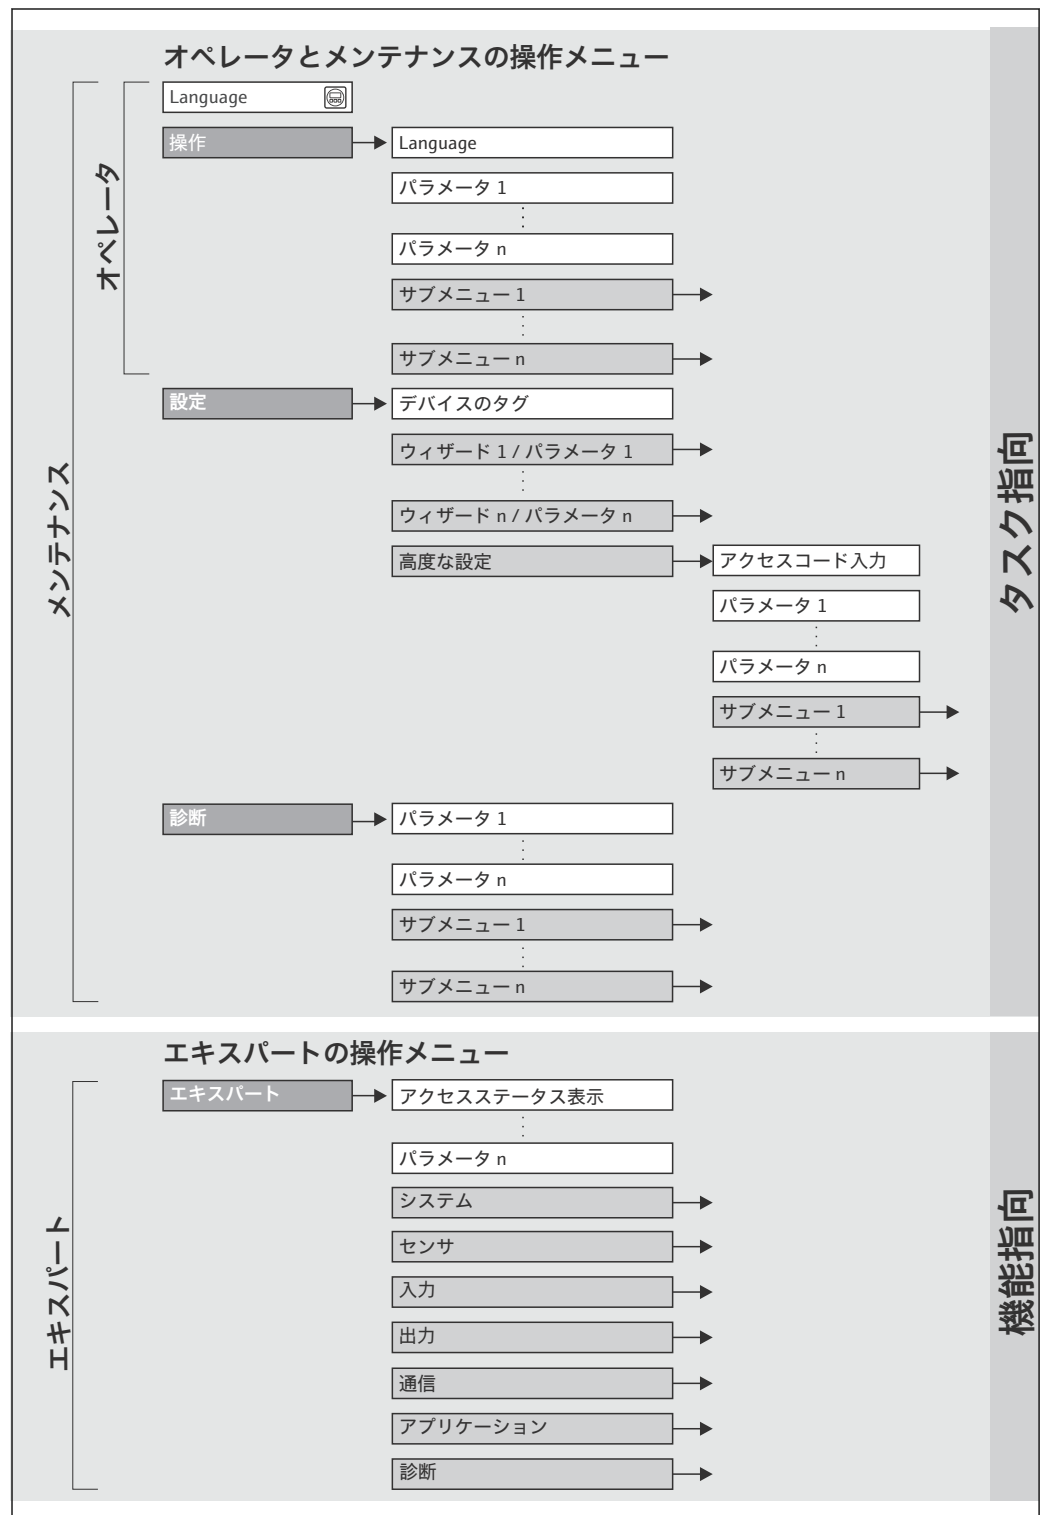 オペレータとメンテナンスの操作メニュー
Language
操作
Language
パラメータ 1
パラメータ n
サブメニュー 1
サブメニュー n
オペレータ
設定
デバイスのタグ
ウィザード 1 / パラメータ 1
ウィザード n / パラメータ n
高度な設定
アクセスコード入力
パラメータ 1
パラメータ n
サブメニュー 1
サブメニュー n
メンテナンス
タスク指向
診断
パラメータ 1
パラメータ n
サブメニュー 1
サブメニュー n
エキスパートの操作メニュー
エキスパート
アクセスステータス表示
パラメータ n
システム
センサ
入力
出力
通信
アプリケーション
診断
エキスパート
機能指向